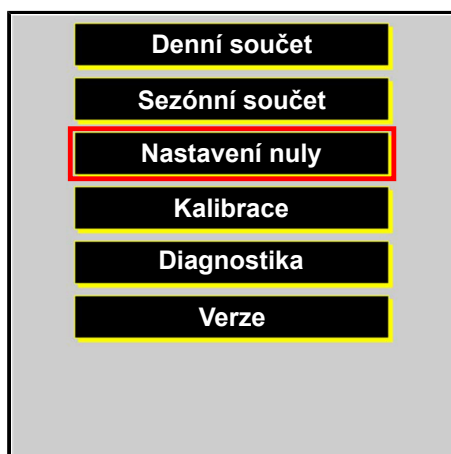 Denní součet
Sezónní součet
Nastavení nuly
Kalibrace
Diagnostika
Verze